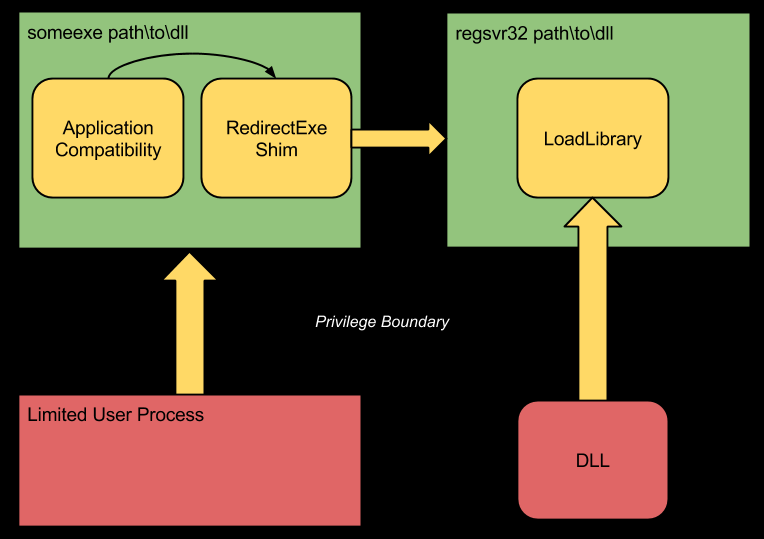 someexe path\to\dll
Application
Compatibility
RedirectExe
Shim
regsvr32 path\to\dll
LoadLibrary
Privilege Boundary
Limited User Process
DLL